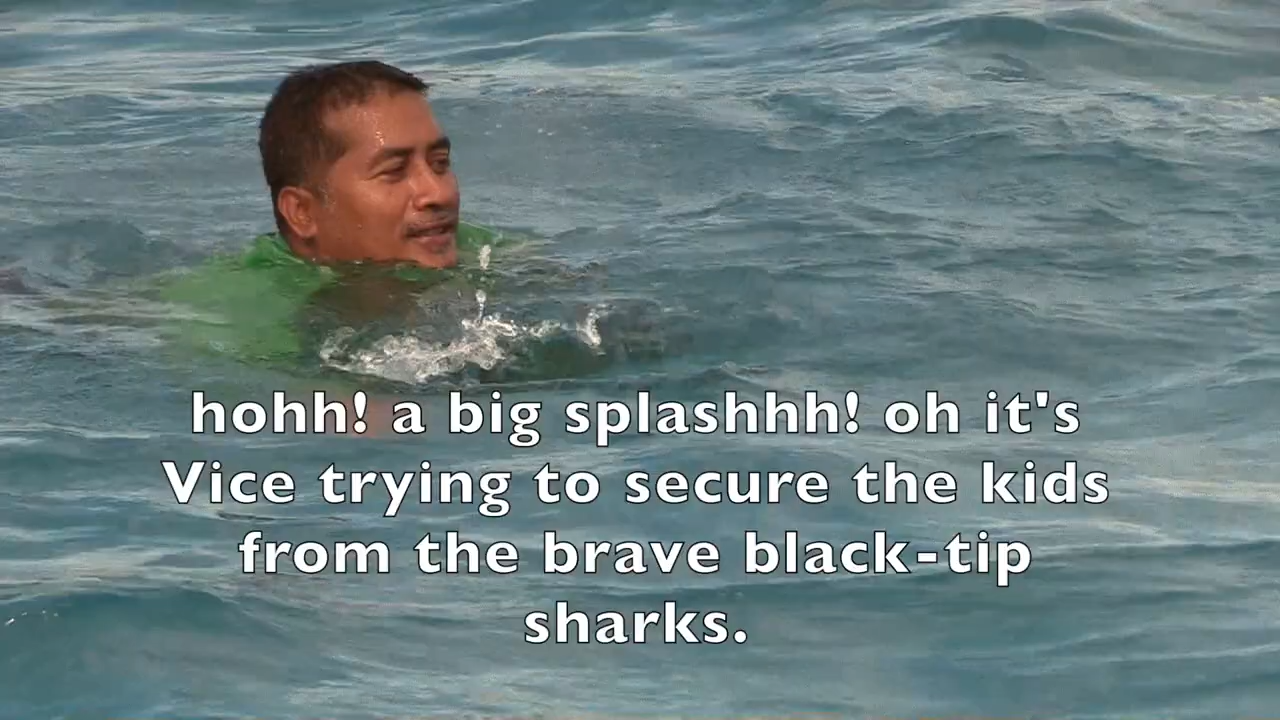 hohh! a big splashhh! oh it's
Vice trying to secure the kids
from the brave black-tip
sharks.